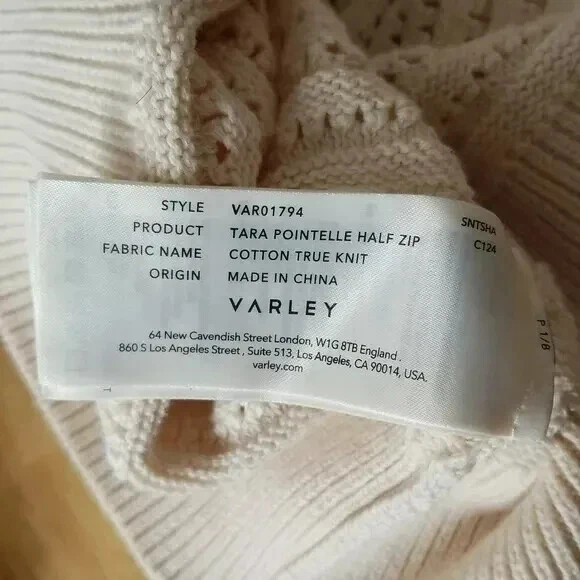 STYLE VAR01794
PRODUCT TARA POINTELLE HALF ZIP
FABRIC NAME COTTON TRUE KNIT
ORIGIN MADE IN CHINA
VARLEY
64 New Cavendish Street London, W1G 8TB England.
860 S Los Angeles Street, Suite 513, Los Angeles, CA 90014, USA.
varley.com
SNTSHA
C124
P 1/8